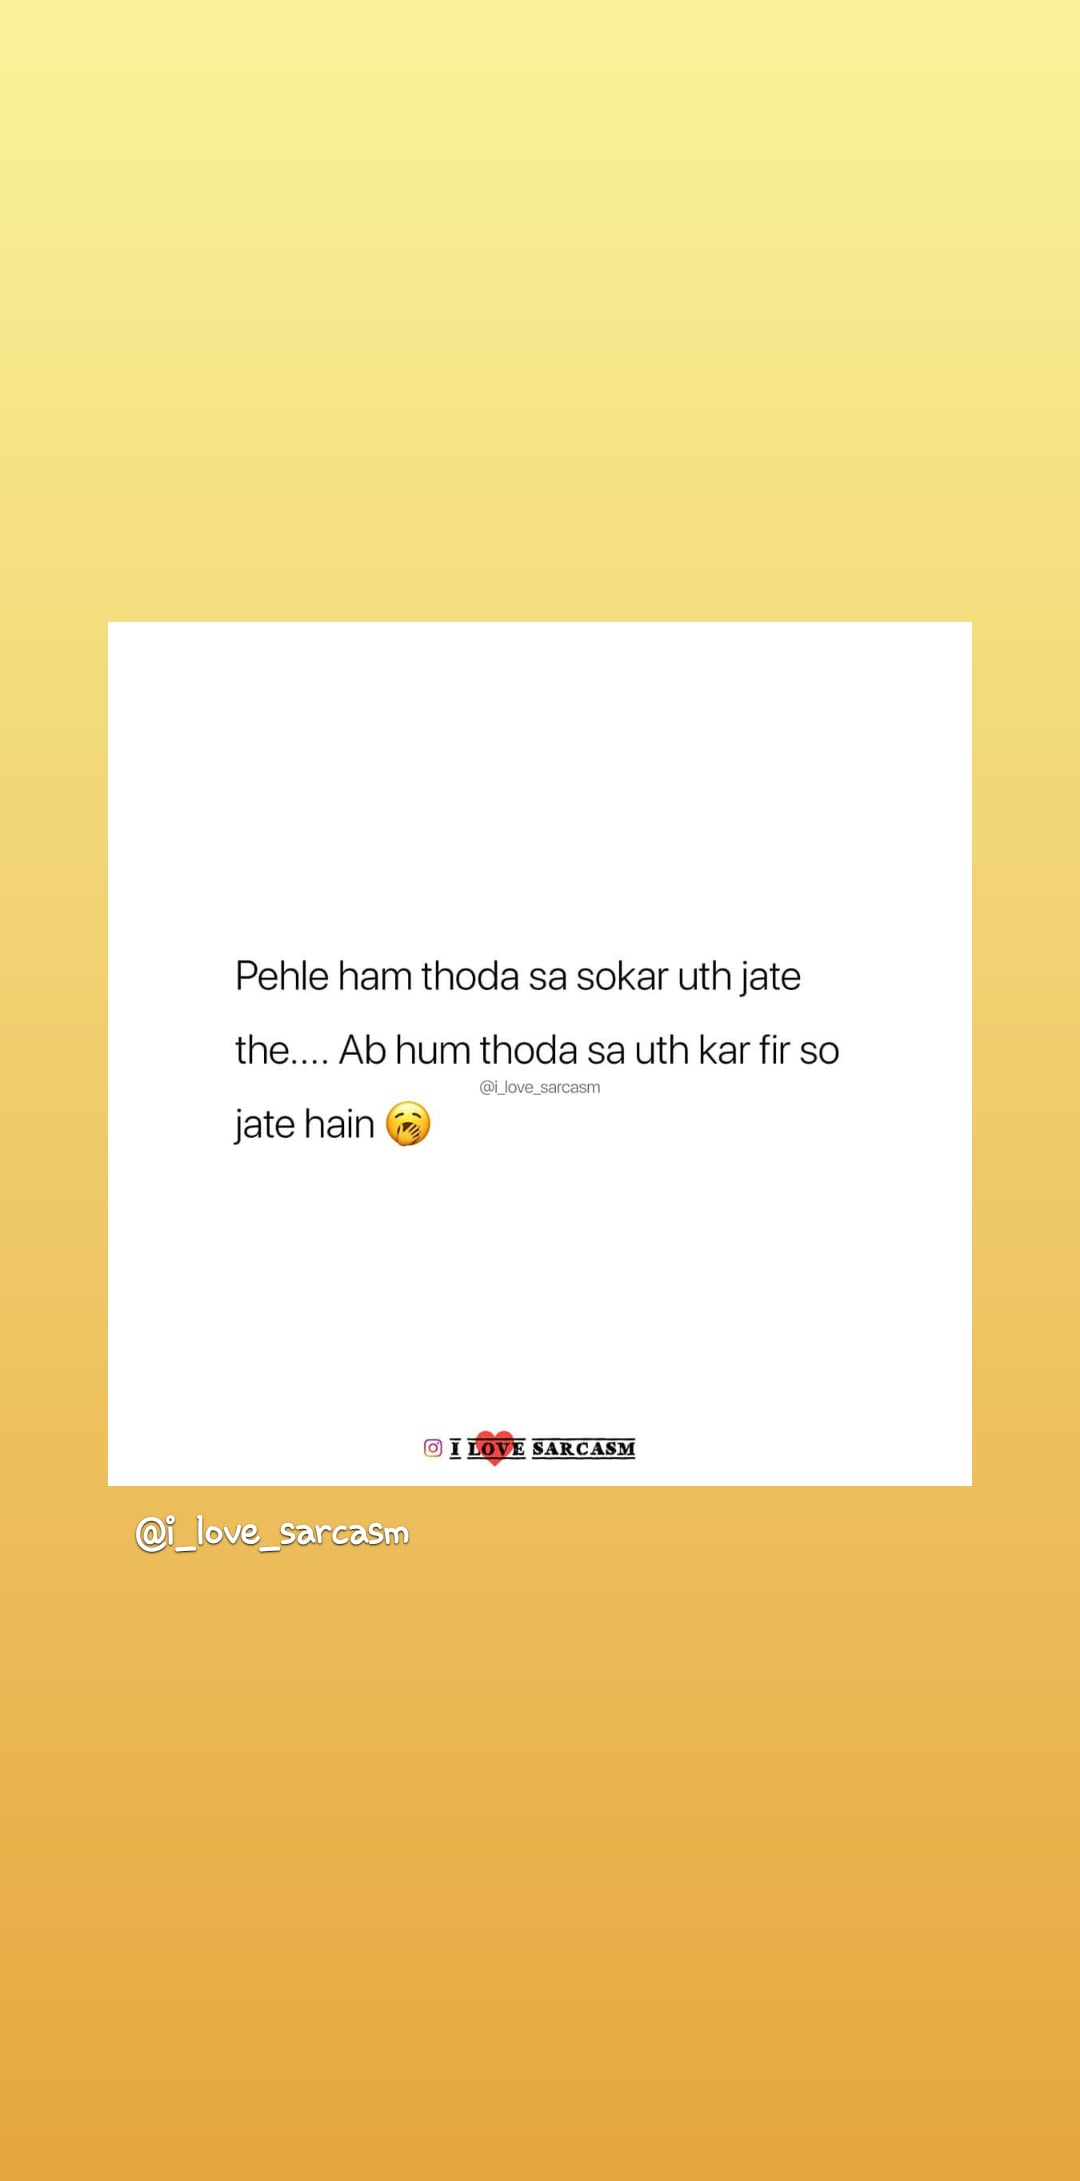 Pehle ham thoda sa sokar uth jate
the.... Ab hum thoda sa uth kar fir so
@i_love_sarcasm
jate hain 🥱
I LOVE SARCASM
@i_love_sarcasm